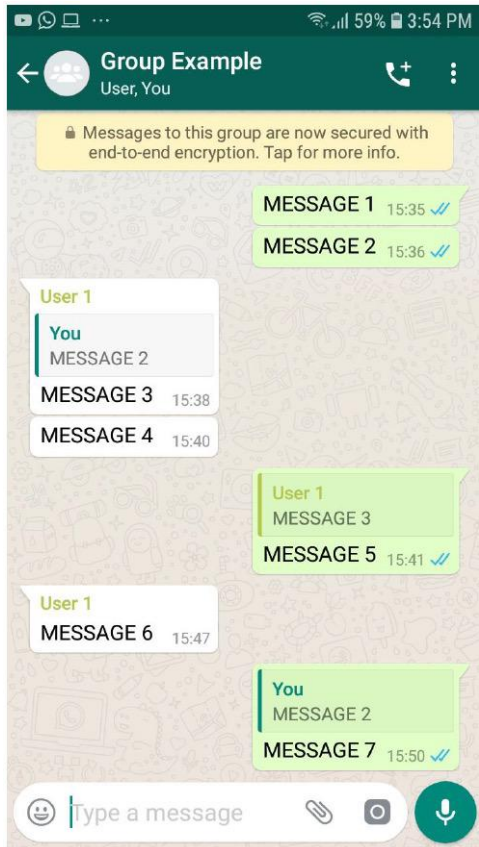 59% 3:54 PM
Group Example
User, You
Messages to this group are now secured with
end-to-end encryption. Tap for more info.
MESSAGE 1 15:35
MESSAGE 2 15:36
User 1
You
MESSAGE 2
MESSAGE 3 15:38
MESSAGE 4 15:40
User 1
MESSAGE 3
MESSAGE 5 15:41
User 1
MESSAGE 6 15:47
You
MESSAGE 2
MESSAGE 7 15:50
Type a message